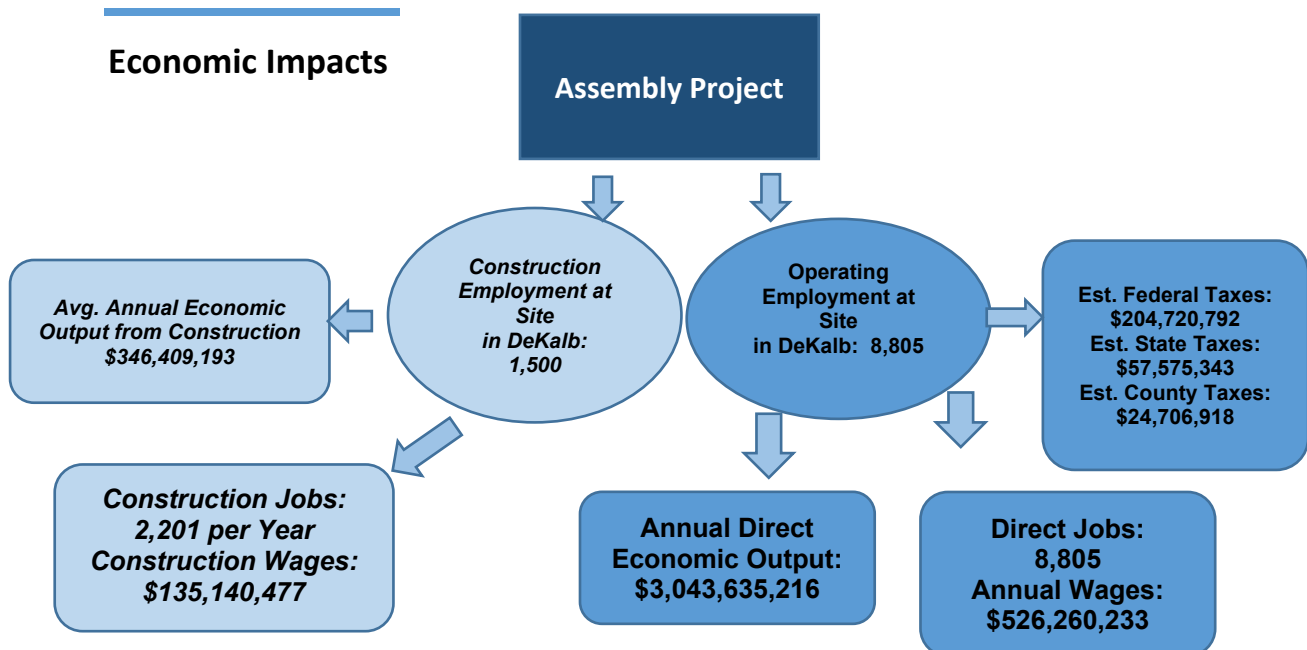 Economic Impacts
Assembly Project
Construction
Employment at
Site
in DeKalb:
1,500
Operating
Employment at
Site
in DeKalb: 8,805
Avg. Annual Economic
Output from Construction
$346,409,193
Est. Federal Taxes:
$204,720,792
Est. State Taxes:
$57,575,343
Est. County Taxes:
$24,706,918
Construction Jobs:
2,201 per Year
Construction Wages:
$135,140,477
Annual Direct
Economic Output:
$3,043,635,216
Direct Jobs:
8,805
Annual Wages:
$526,260,233